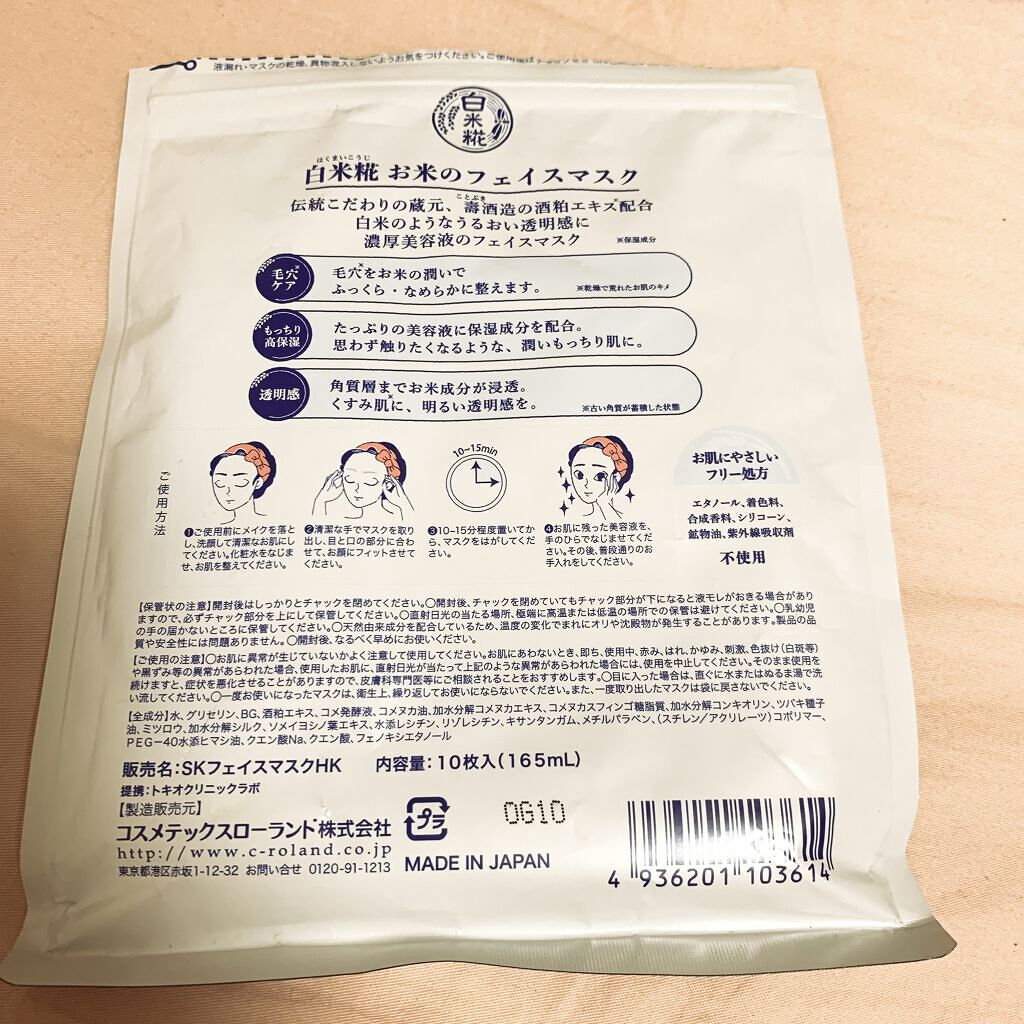 液漏れ・マスクの乾燥、異物混入しないようお気をつけください。ご使用後はチャックをき
白米糀
はくまいこうじ
白米糀 お米のフェイスマスク
ことぶき
伝統こだわりの蔵元、壽酒造の酒粕エキス※配合
白米のようなうるおい透明感に
濃厚美容液のフェイスマスク ※保湿成分
毛穴※
ケア
毛穴※をお米の潤いで
ふっくら・なめらかに整えます。 ※乾燥で荒れたお肌のキメ
もっちり
高保湿
たっぷりの美容液に保湿成分を配合。
思わず触りたくなるような、潤いもっちり肌に。
透明感
角質層までお米成分が浸透。
くすみ肌※に、明るい透明感を。 ※古い角質が蓄積した状態
ご使用方法
❶ご使用前にメイクを落と
し、洗顔して清潔なお肌にし
てください。化粧水をなじま
せ、お肌を整えてください。
❷清潔な手でマスクを取り
出し、目と口の部分に合わ
せて、お顔にフィットさせて
ください。
10~15min
❸10~15分程度置いてか
ら、マスクをはがしてくださ
い。
❹お肌に残った美容液を、
手のひらでなじませてくだ
さい。その後、普段通りのお
手入れをしてください。
お肌にやさしい
フリー処方
エタノール、着色料、
合成香料、シリコーン、
鉱物油、紫外線吸収剤
不使用
【保管状の注意】開封後はしっかりとチャックを閉めてください。○開封後、チャックを閉めていてもチャック部分が下になると液モレがおきる場合があり
ますので、必ずチャック部分を上にして保管してください。○直射日光の当たる場所、極端に高温または低温の場所での保管は避けてください。○乳幼児
の手の届かないところに保管してください。○天然由来成分を配合しているため、温度の変化でまれにオリや沈殿物が発生することがあります。製品の品
質や安全性には問題ありません。○開封後、なるべく早めにお使いください。
【ご使用の注意】○お肌に異常が生じていないかよく注意して使用してください。お肌にあわないとき、即ち、使用中、赤み、はれ、かゆみ、刺激、色抜け(白斑等)
や黒ずみ等の異常があらわれた場合、使用したお肌に、直射日光が当たって上記のような異常があらわれた場合には、使用を中止してください。そのまま使用を
続けますと、症状を悪化させることがありますので、皮膚科専門医等にご相談されることをおすすめします。○目に入った場合は、直ぐに水またはぬるま湯で洗
い流してください。○一度お使いになったマスクは、衛生上、繰り返してお使いにならないでください。また、一度取り出したマスクは袋に戻さないでください。
【全成分】水、グリセリン、BG、酒粕エキス、コメ発酵液、コメヌカ油、加水分解コメヌカエキス、コメヌカスフィンゴ糖脂質、加水分解コンキオリン、ツバキ種子
油、ミツロウ、加水分解シルク、ソメイヨシノ葉エキス、水添レシチン、リゾレシチン、キサンタンガム、メチルパラベン、(スチレン/アクリレーツ)コポリマー、
PEG-40水添ヒマシ油、クエン酸Na、クエン酸、フェノキシエタノール
販売名:SKフェイスマスクHK 内容量:10枚入(165mL)
提携:トキオクリニックラボ
【製造販売元】
コスメテックスローランド株式会社
http://www.c-roland.co.jp
東京都港区赤坂1-12-32 お問い合せ 0120-91-1213
プラ
MADE IN JAPAN
OG10
4 936201 103614